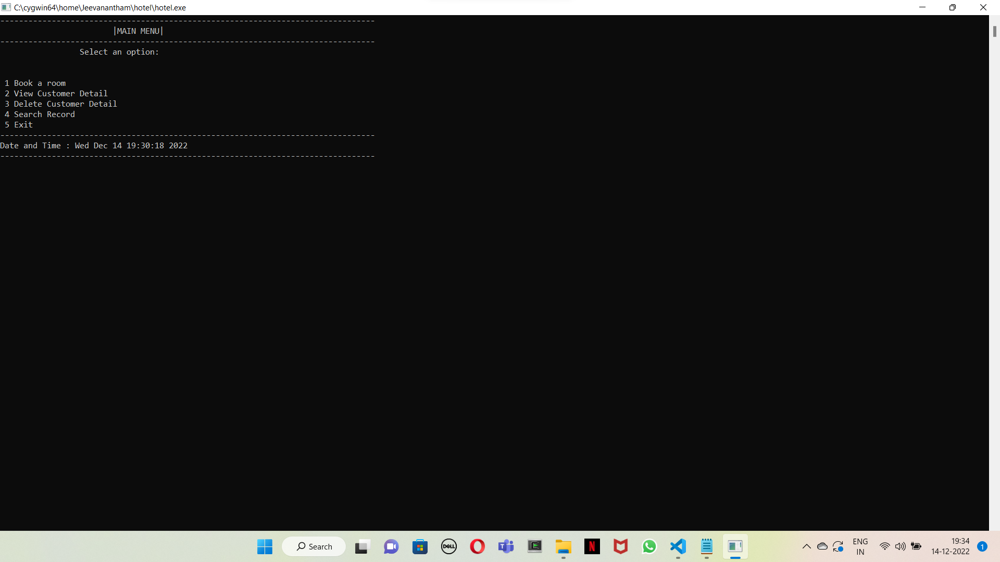 C:\cygwin64\home\Jeevanantham\hotel\hotel.exe
--------------------------------------------------------------------------------
|MAIN MENU|
--------------------------------------------------------------------------------
Select an option:
1 Book a room
2 View Customer Detail
3 Delete Customer Detail
4 Search Record
5 Exit
--------------------------------------------------------------------------------
Date and Time : Wed Dec 14 19:30:18 2022
--------------------------------------------------------------------------------
Search
DELL
T
N
ENG
IN
19:34
14-12-2022
1